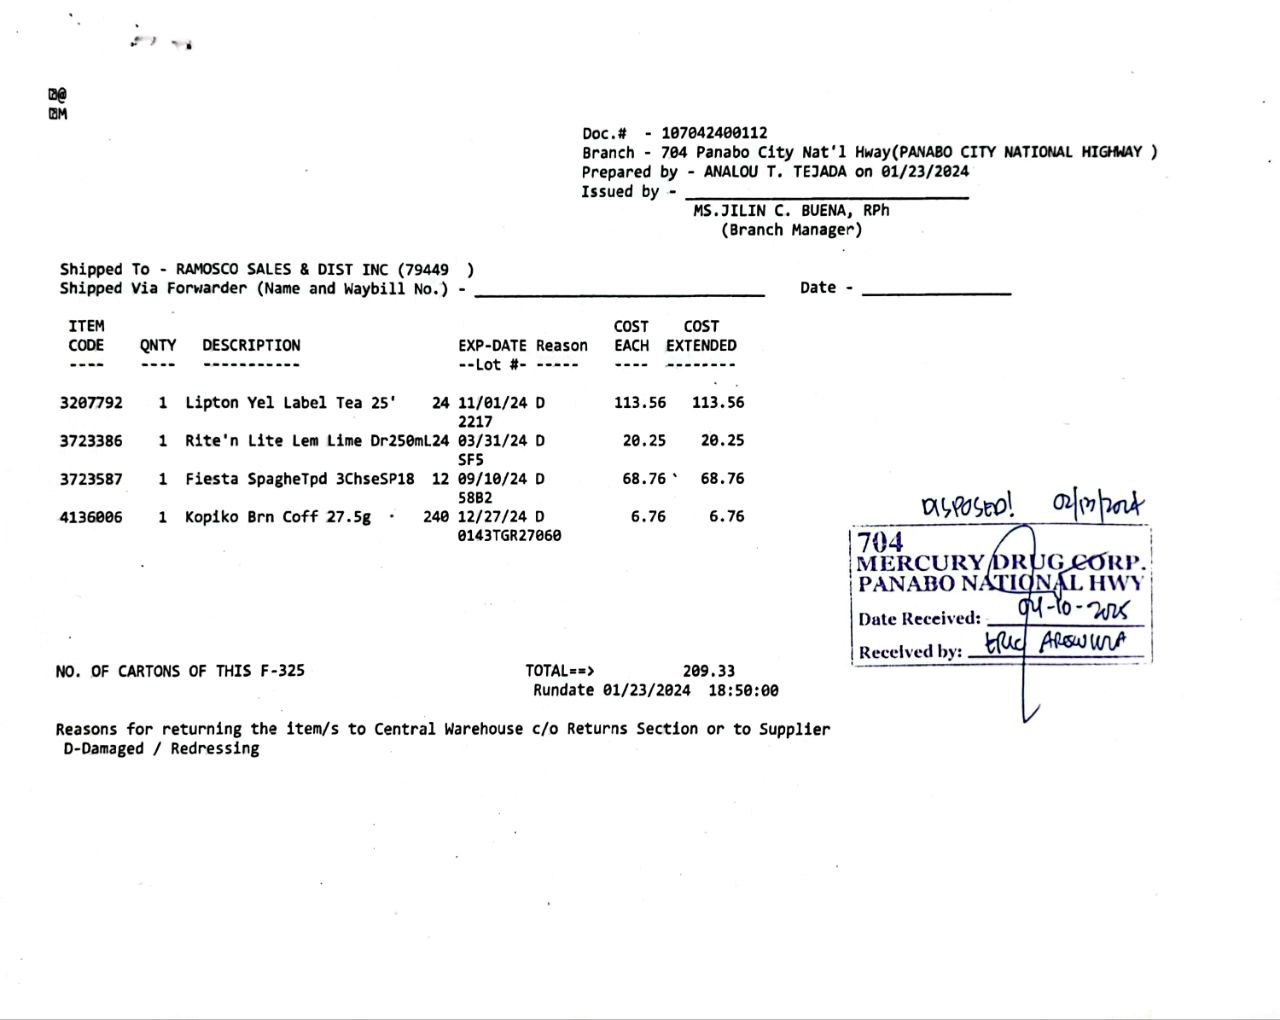 @
M
Doc.# - 107042400112
Branch - 704 Panabo City Nat'l Hway(PANABO CITY NATIONAL HIGHWAY )
Prepared by - ANALOU T. TEJADA on 01/23/2024
Issued by -
MS.JILIN C. BUENA, RPh
(Branch Manager)
Shipped To - RAMOSCO SALES & DIST INC (79449 )
Shipped Via Forwarder (Name and Waybill No.) - Date -
ITEM COST COST
CODE QNTY DESCRIPTION EXP-DATE Reason EACH EXTENDED
---- ---- ----------- --Lot #- ----- ---- --------
3207792 1 Lipton Yel Label Tea 25' 24 11/01/24 D 113.56 113.56
2217
3723386 1 Rite'n Lite Lem Lime Dr250mL24 03/31/24 D 20.25 20.25
SF5
3723587 1 Fiesta SpagheTpd 3ChseSP18 12 09/10/24 D 68.76 68.76
58B2
4136006 1 Kopiko Brn Coff 27.5g 240 12/27/24 D 6.76 6.76
0143TGR27060
DISPOSED!
704
MERCURY DRUG CORP.
PANABO NATIONAL HWY
Date Received: 04-10-2025
Received by: ERIC
NO. OF CARTONS OF THIS F-325 TOTAL==> 209.33
Rundate 01/23/2024 18:50:00
Reasons for returning the item/s to Central Warehouse c/o Returns Section or to Supplier
D-Damaged / Redressing